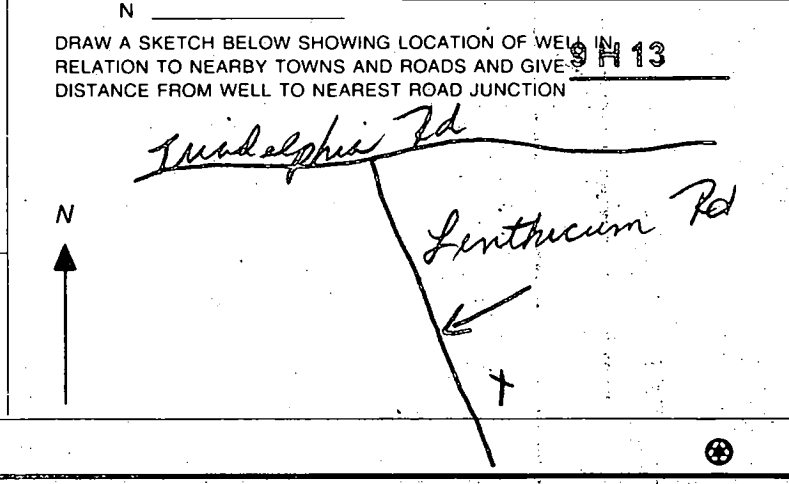 N
DRAW A SKETCH BELOW SHOWING LOCATION OF WELL IN
RELATION TO NEARBY TOWNS AND ROADS AND GIVE
DISTANCE FROM WELL TO NEAREST ROAD JUNCTION
9 H 13
Triadelphia Rd
N
Linthicum Rd
X